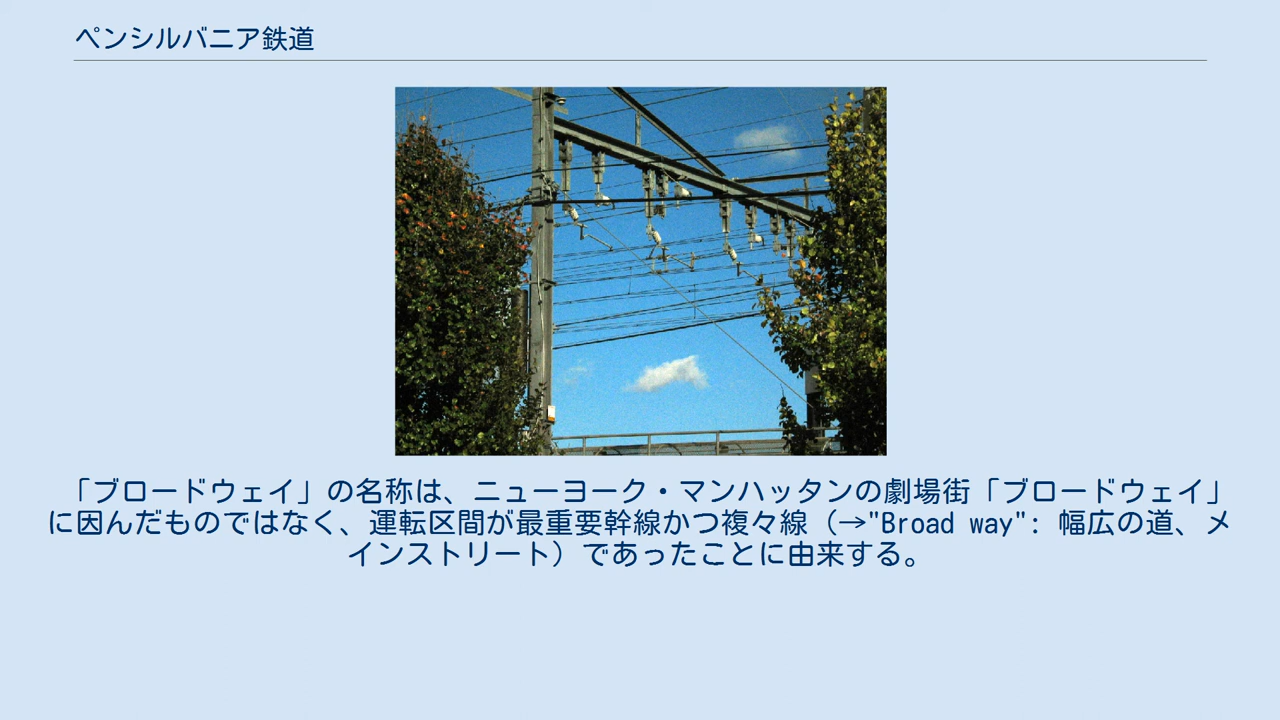 ペンシルバニア鉄道
「ブロードウェイ」の名称は、ニューヨーク・マンハッタンの劇場街「ブロードウェイ」
に因んだものではなく、運転区間が最重要幹線かつ複々線（→"Broad way": 幅広の道、メ
インストリート）であったことに由来する。